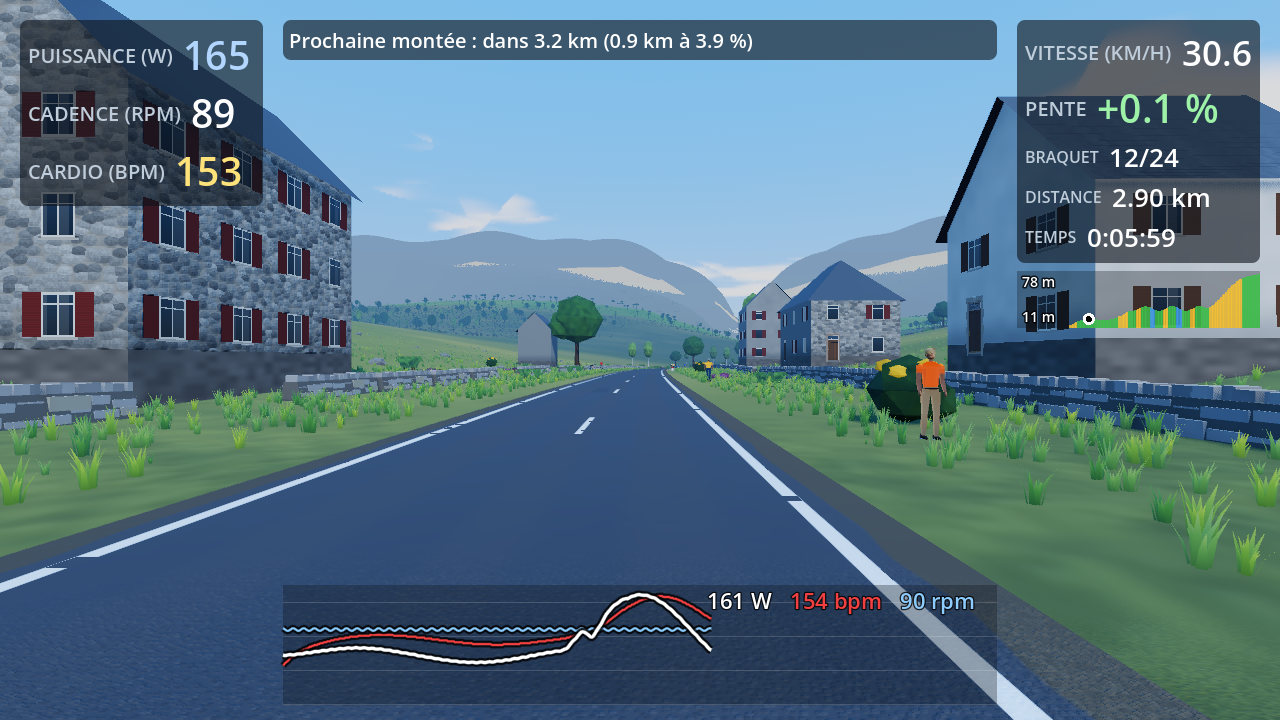 PUISSANCE (W) 165
CADENCE (RPM) 89
CARDIO (BPM) 153
Prochaine montée : dans 3.2 km (0.9 km à 3.9 %)
VITESSE (KM/H) 30.6
PENTE +0.1 %
BRAQUET 12/24
DISTANCE 2.90 km
TEMPS 0:05:59
78 m
11 m
161 W 154 bpm 90 rpm